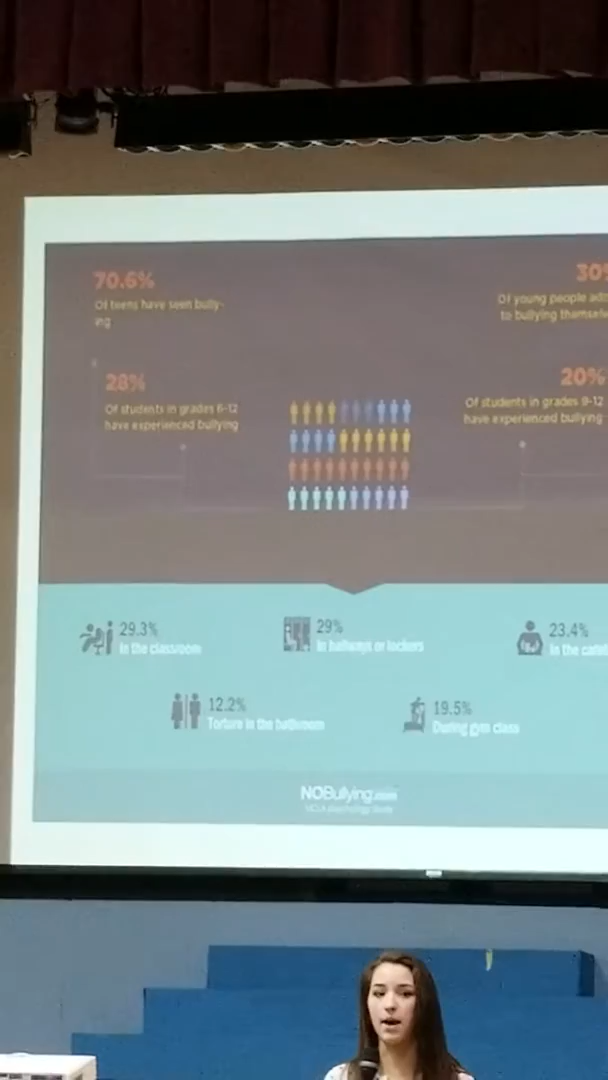 70.6%
Of teens have seen bully-
ing
30%
Of young people
to bullying
28%
Of students in grades 6-12
have experienced bullying
20%
Of students in grades 9-12
have experienced bullying
29.3%
In the classroom
29%
In hallways or lockers
23.4%
In the
12.2%
Torture in the bathroom
19.5%
During gym class
NOBullying.com